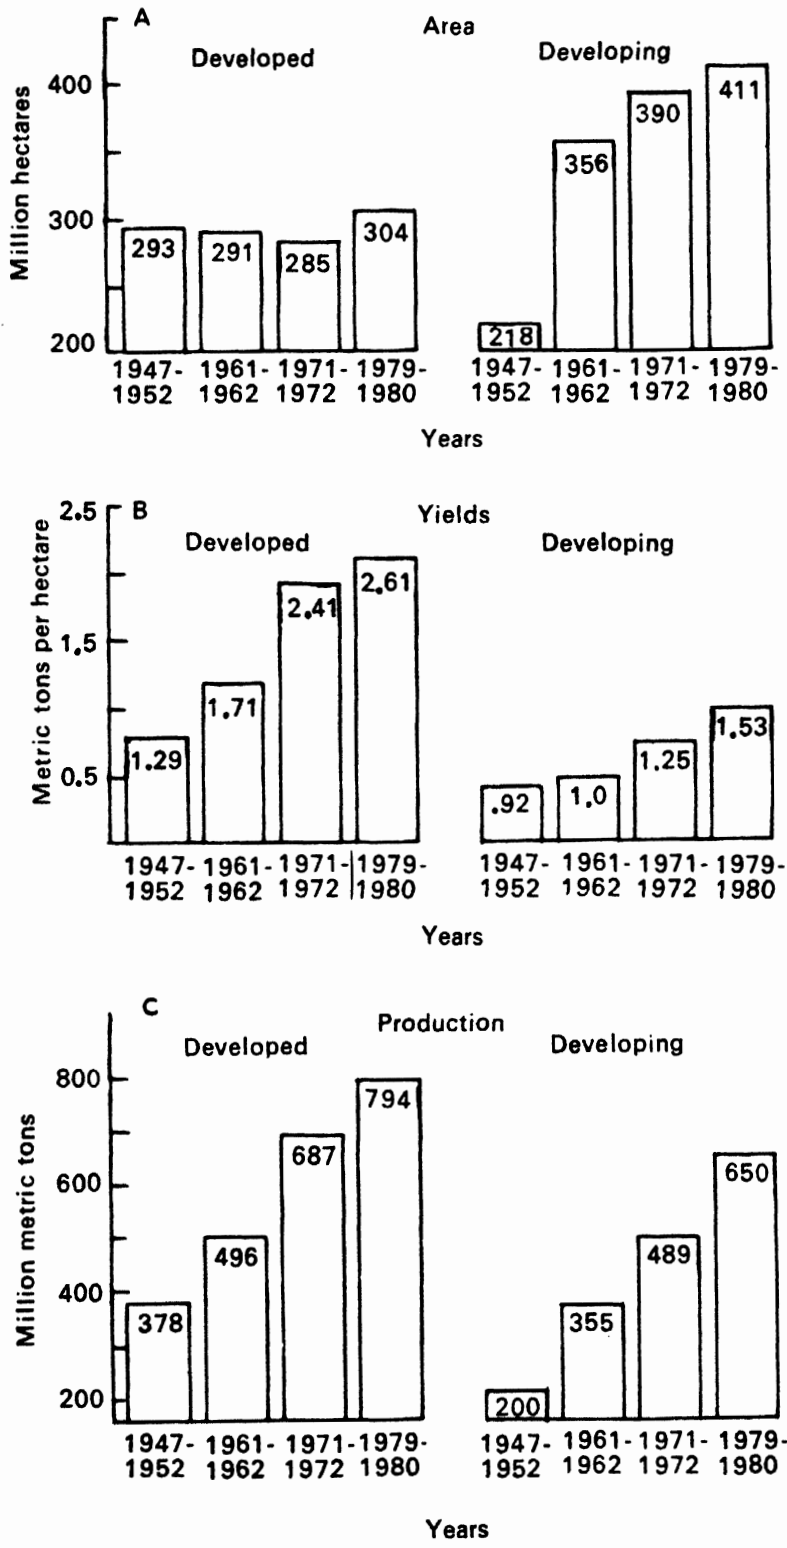 A
Area
Developed
Developing
Million hectares
400
300
200
293
291
285
304
218
356
390
411
1947- 1961- 1971- 1979-
1952 1962 1972 1980
1947- 1961- 1971- 1979-
1952 1962 1972 1980
Years
B
Yields
Developed
Developing
Metric tons per hectare
2.5
1.5
0.5
1.29
1.71
2.41
2.61
.92
1.0
1.25
1.53
1947- 1961- 1971- 1979-
1952 1962 1972 1980
1947- 1961- 1971- 1979-
1952 1962 1972 1980
Years
C
Production
Developed
Developing
Million metric tons
800
600
400
200
378
496
687
794
200
355
489
650
1947- 1961- 1971- 1979-
1952 1962 1972 1980
1947- 1961- 1971- 1979-
1952 1962 1972 1980
Years